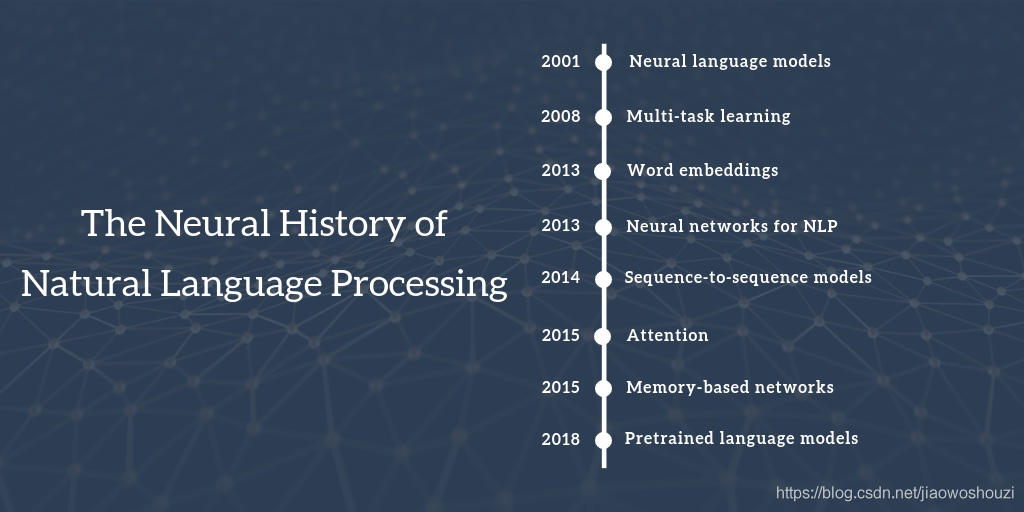 The Neural History of
Natural Language Processing
2001 Neural language models
2008 Multi-task learning
2013 Word embeddings
2013 Neural networks for NLP
2014 Sequence-to-sequence models
2015 Attention
2015 Memory-based networks
2018 Pretrained language models
https://blog.csdn.net/jiaowoshouzi